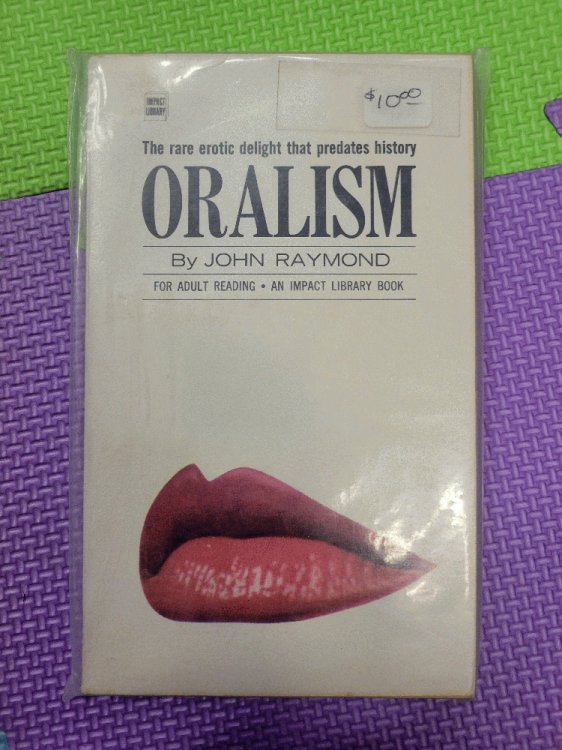 $10.00
IMPACT
LIBRARY
The rare erotic delight that predates history
ORALISM
By JOHN RAYMOND
FOR ADULT READING • AN IMPACT LIBRARY BOOK